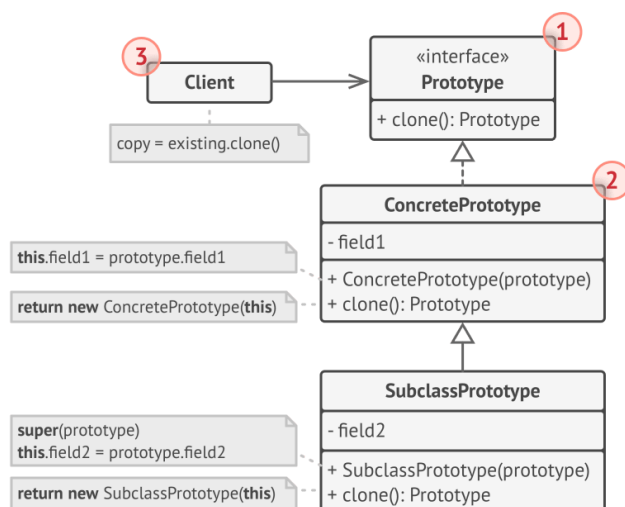 1
3
«interface»
Prototype
Client
+ clone(): Prototype
copy = existing.clone()
2
ConcretePrototype
- field1
this.field1 = prototype.field1
+ ConcretePrototype(prototype)
return new ConcretePrototype(this)
+ clone(): Prototype
SubclassPrototype
- field2
super(prototype)
this.field2 = prototype.field2
+ SubclassPrototype(prototype)
return new SubclassPrototype(this)
+ clone(): Prototype